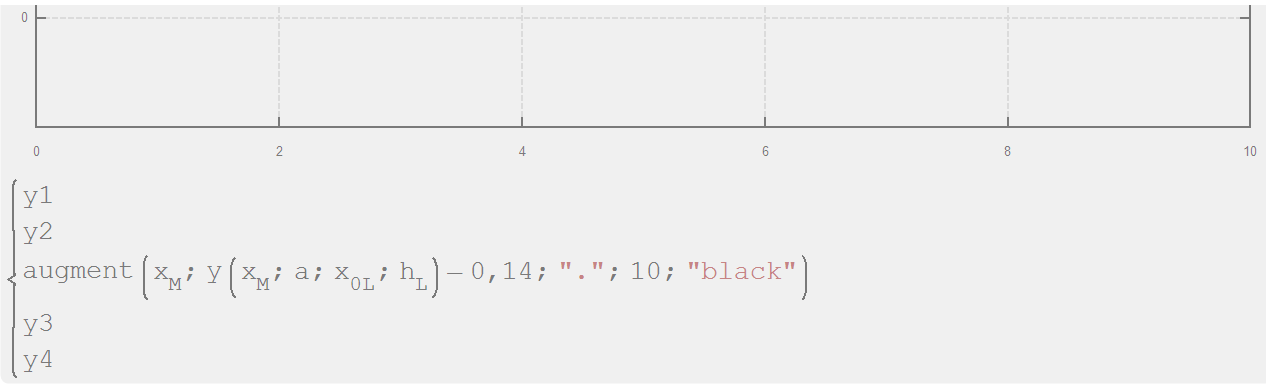 0
0 2 4 6 8 10
y1
y2
augment(x_M; y(x_M; a; x_0L; h_L)−0,14; "."; 10; "black")
y3
y4